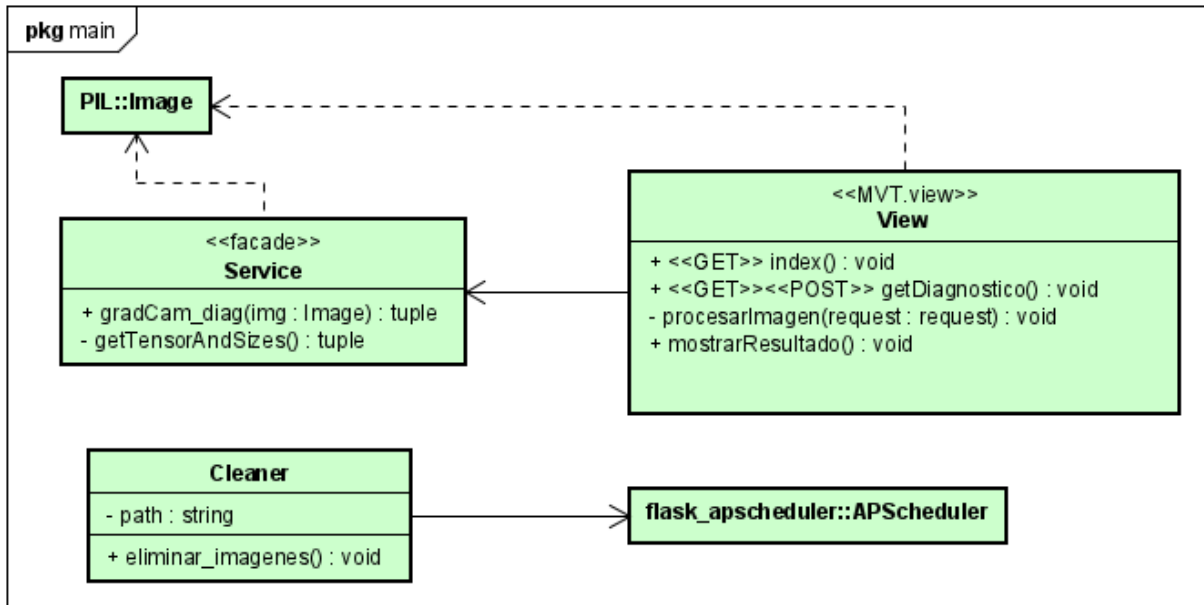 pkg main
PIL::Image
<<facade>>
Service
+ gradCam_diag(img : Image) : tuple
- getTensorAndSizes() : tuple
<<MVT.view>>
View
+ <<GET>> index() : void
+ <<GET>><<POST>> getDiagnostico() : void
- procesarImagen(request : request) : void
+ mostrarResultado() : void
Cleaner
- path : string
+ eliminar_imagenes() : void
flask_apscheduler::APScheduler